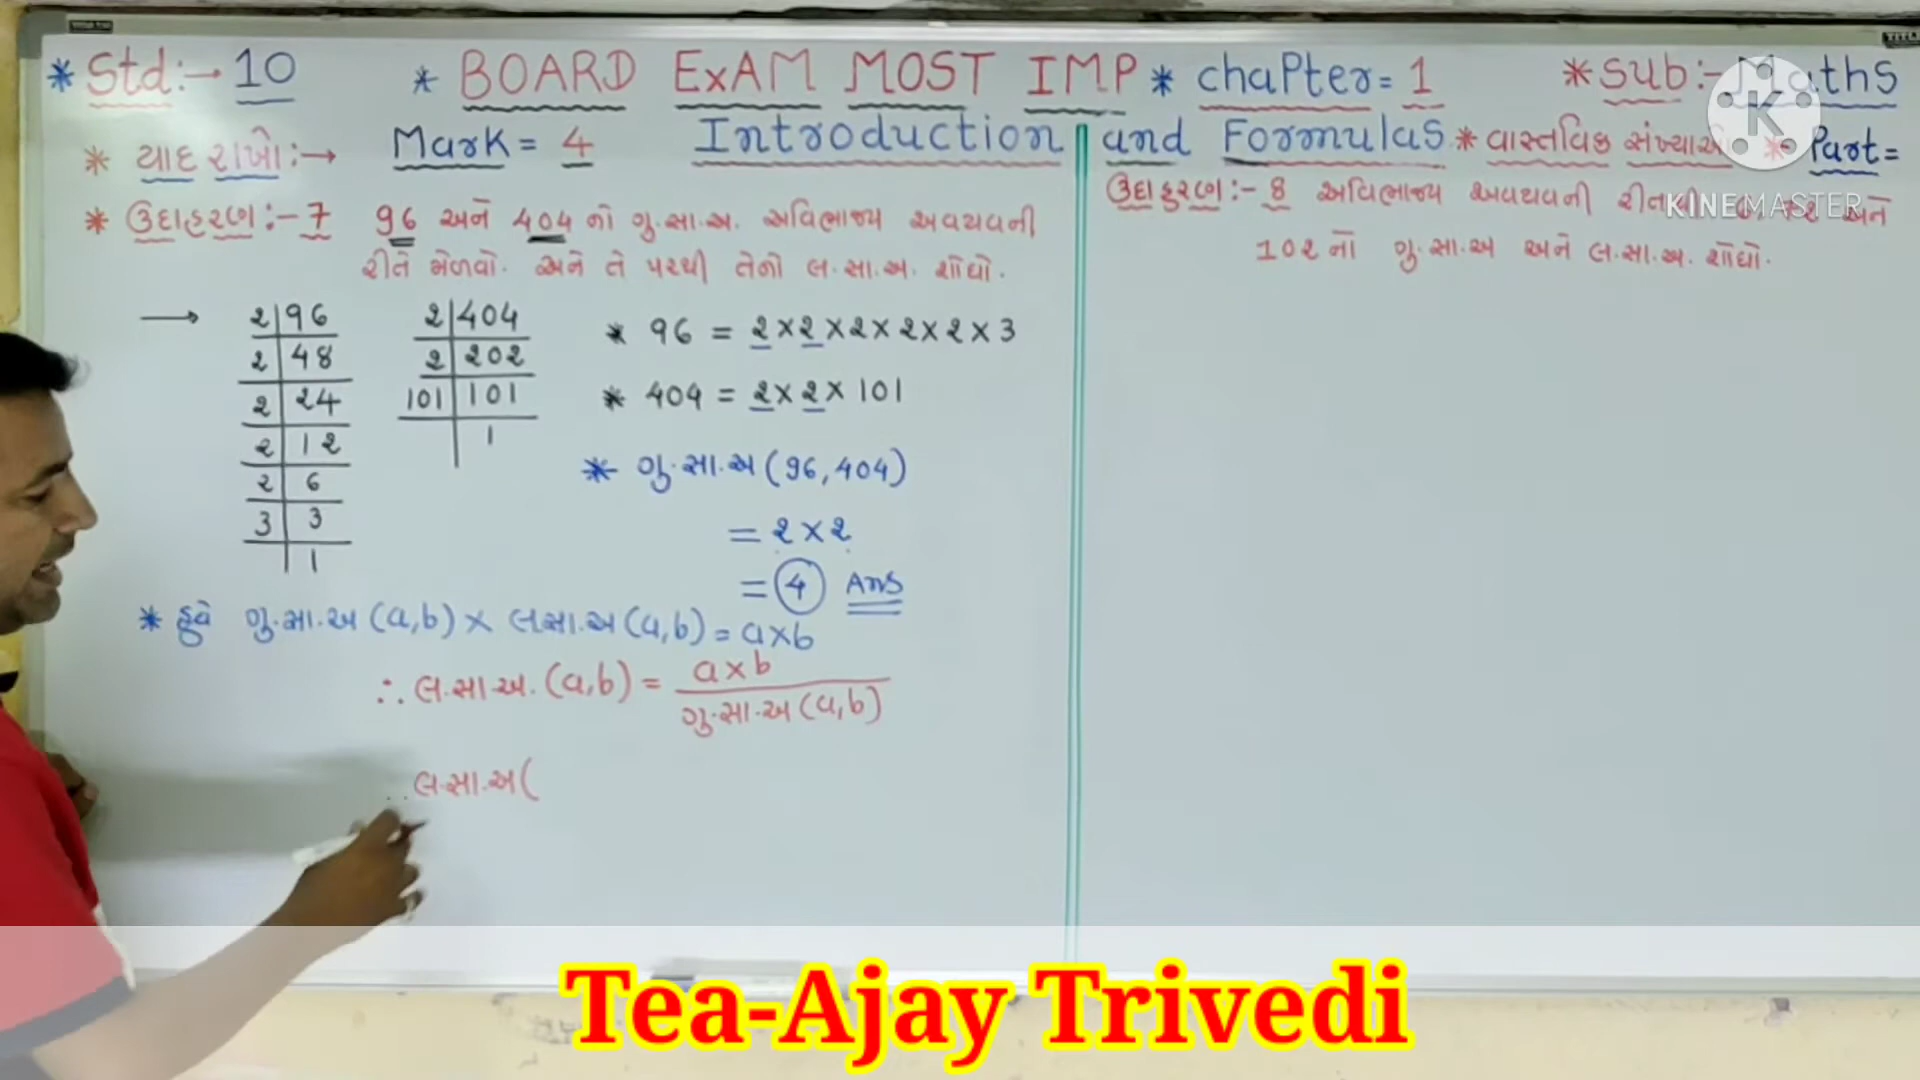 * Std:→ 10 * BOARD ExAM MOST IMP * chaPter = 1 * Sub:- Maths
* યાદ રાખો:→ Mark = 4 Introduction and Formulas * વાસ્તવિક સંખ્યાઓ * Part =
* ઉદાહરણ:- 7 96 અને 404 નો ગુ.સા.અ. અવિભાજ્ય અવયવની
રીતે મેળવો. અને તે પરથી તેનો લ.સા.અ. શોધો.
→ 2 | 96
2 | 48
2 | 24
2 | 12
2 | 6
3 | 3
1
2 | 404
2 | 202
101 | 101
1
* 96 = 2 × 2 × 2 × 2 × 2 × 3
* 404 = 2 × 2 × 101
* ગુ.સા.અ (96, 404)
= 2 × 2
= 4 Ans
* હવે ગુ.સા.અ (a,b) × લ.સા.અ (a,b) = a×b
∴ લ.સા.અ. (a,b) = a×b
ગુ.સા.અ (a,b)
લ.સા.અ (
ઉદાહરણ:- 8 અવિભાજ્ય અવયવની અને
102 નો ગુ.સા.અ અને લ.સા.અ. શોધો.
K
KINEMASTER
Tea-Ajay Trivedi